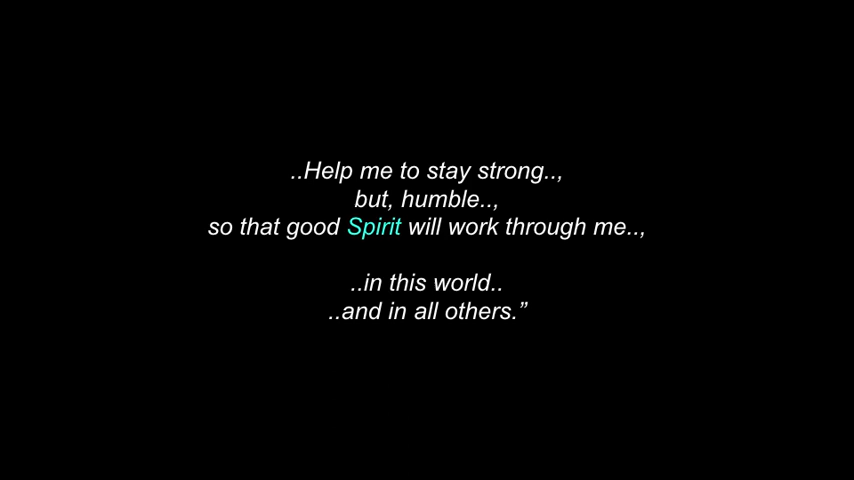 ..Help me to stay strong..,
but, humble..,
so that good Spirit will work through me..,
..in this world..
..and in all others.”